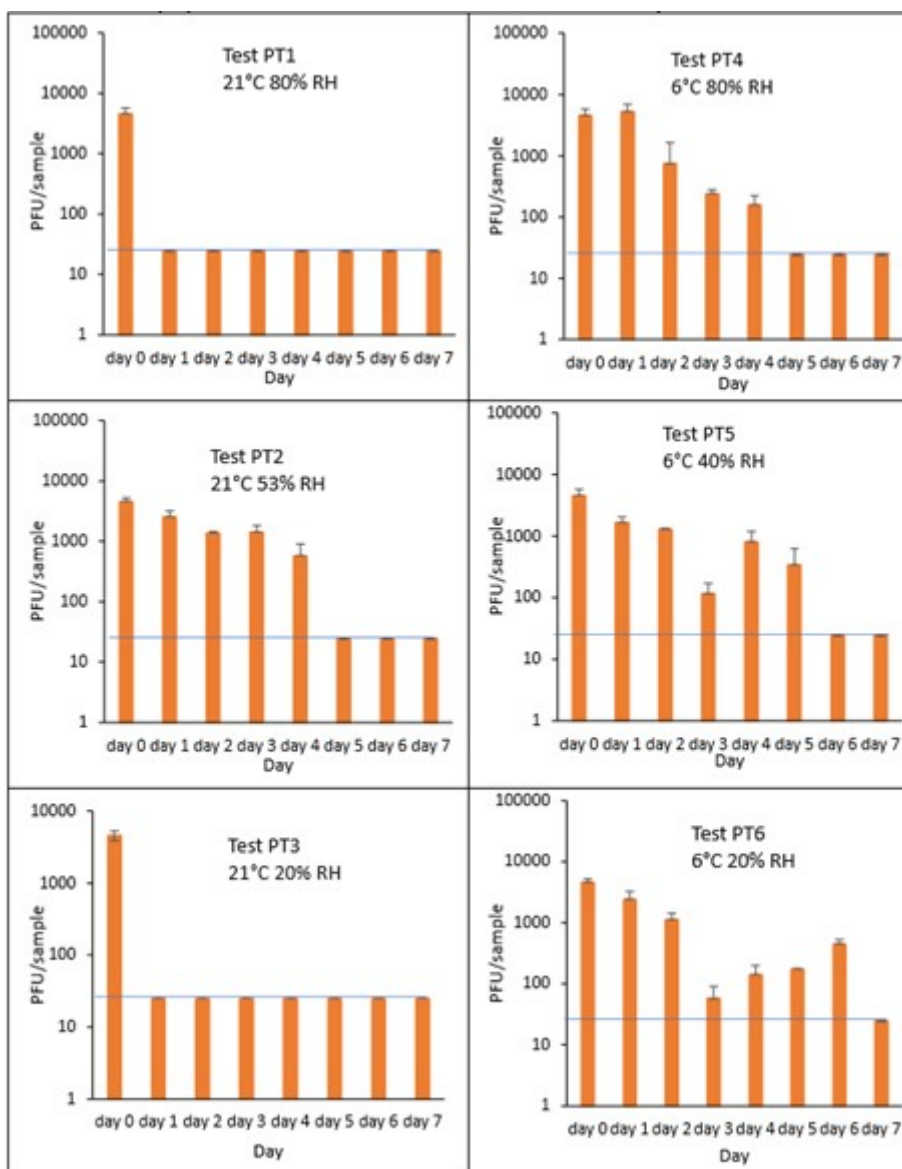 100000
10000
1000
100
10
1
PFU/sample
Test PT1
21°C 80% RH
day 0 day 1 day 2 day 3 day 4 day 5 day 6 day 7
Day
100000
10000
1000
100
10
1
PFU/sample
Test PT4
6°C 80% RH
day 0 day 1 day 2 day 3 day 4 day 5 day 6 day 7
Day
100000
10000
1000
100
10
1
PFU/sample
Test PT2
21°C 53% RH
day 0 day 1 day 2 day 3 day 4 day 5 day 6 day 7
Day
100000
10000
1000
100
10
1
PFU/sample
Test PT5
6°C 40% RH
day 0 day 1 day 2 day 3 day 4 day 5 day 6 day 7
Day
10000
1000
100
10
1
PFU/sample
Test PT3
21°C 20% RH
day 0 day 1 day 2 day 3 day 4 day 5 day 6 day 7
Day
100000
10000
1000
100
10
1
PFU/sample
Test PT6
6°C 20% RH
day 0 day 1 day 2 day 3 day 4 day 5 day 6 day 7
Day